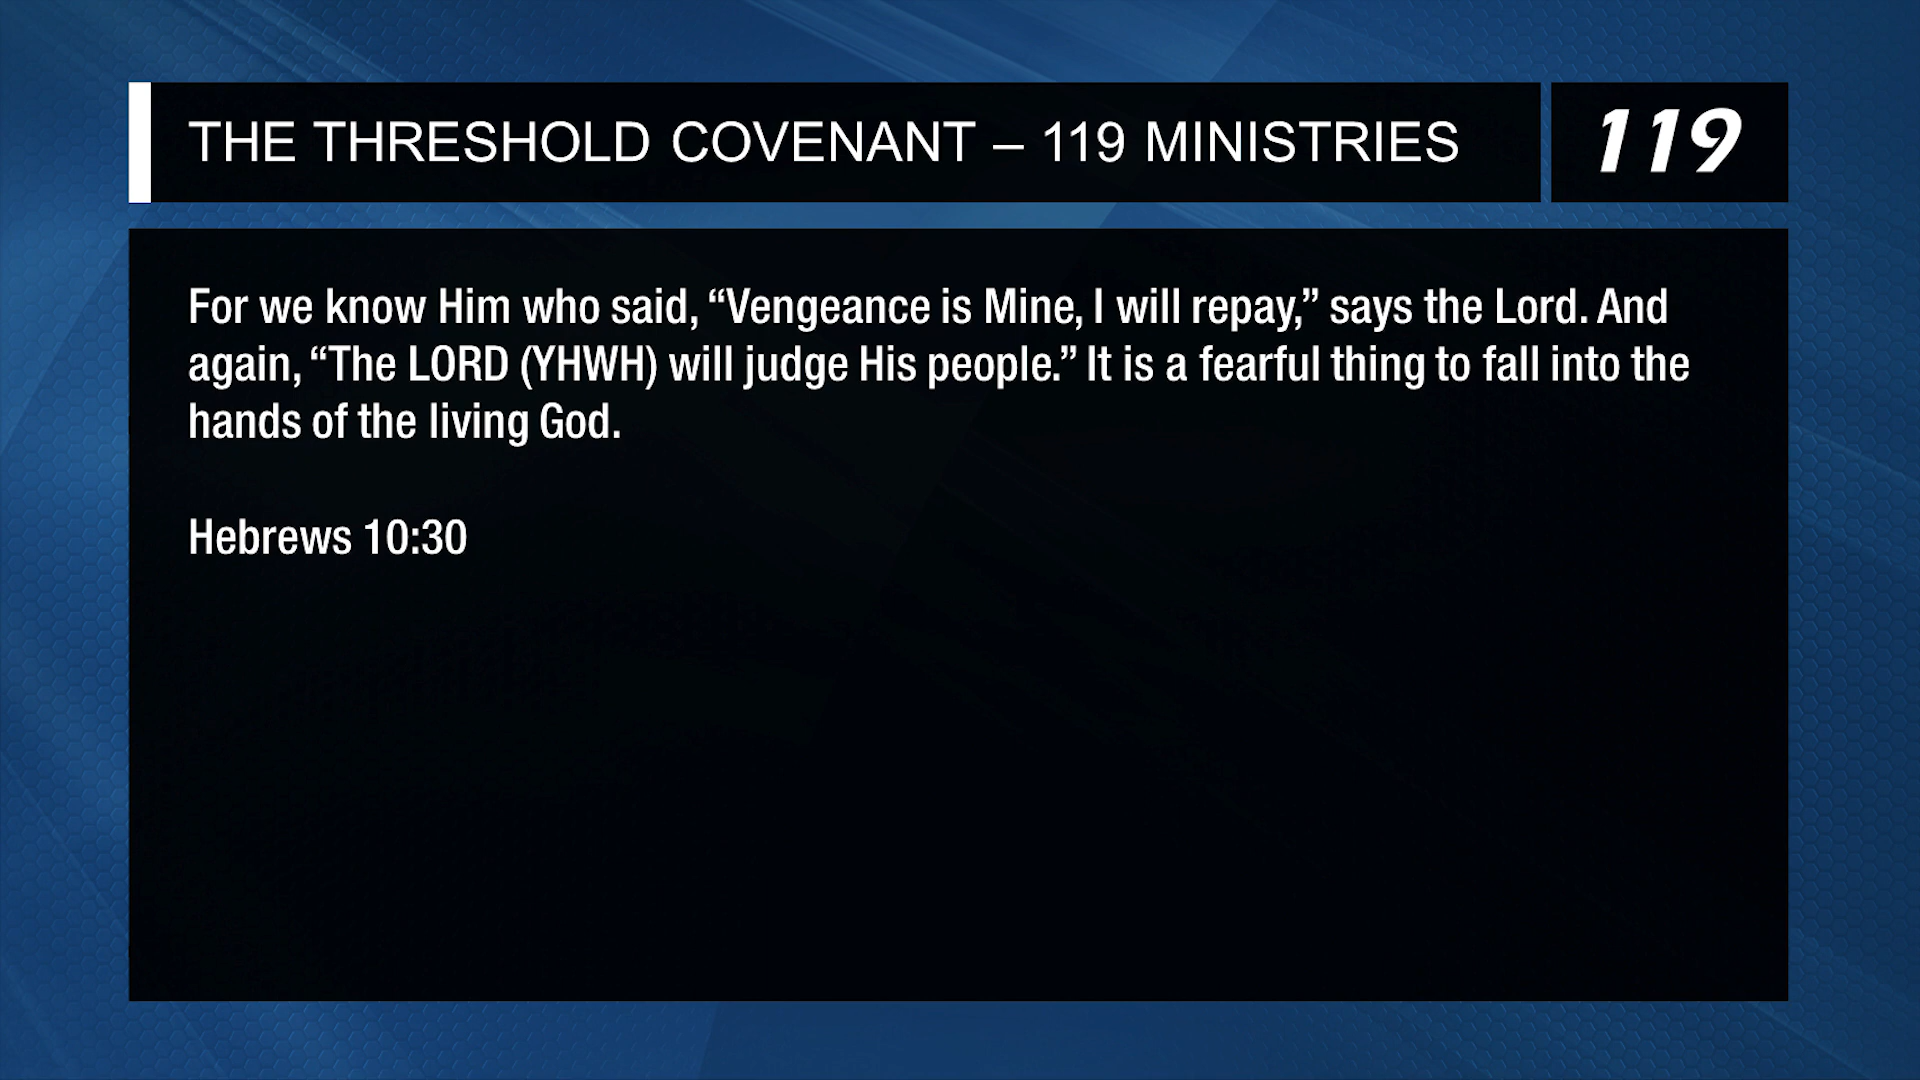 THE THRESHOLD COVENANT – 119 MINISTRIES
119
For we know Him who said, “Vengeance is Mine, I will repay,” says the Lord. And
again, “The LORD (YHWH) will judge His people.” It is a fearful thing to fall into the
hands of the living God.
Hebrews 10:30